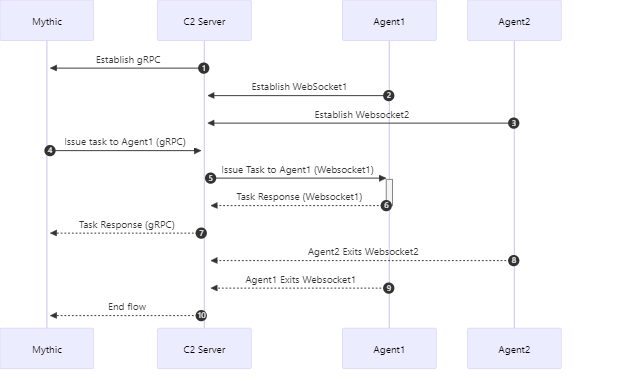 Mythic
C2 Server
Agent1
Agent2
Establish gRPC
1
Establish WebSocket1
2
Establish Websocket2
3
Issue task to Agent1 (gRPC)
4
Issue Task to Agent1 (Websocket1)
5
Task Response (Websocket1)
6
Task Response (gRPC)
7
Agent2 Exits Websocket2
8
Agent1 Exits Websocket1
9
End flow
10
Mythic
C2 Server
Agent1
Agent2